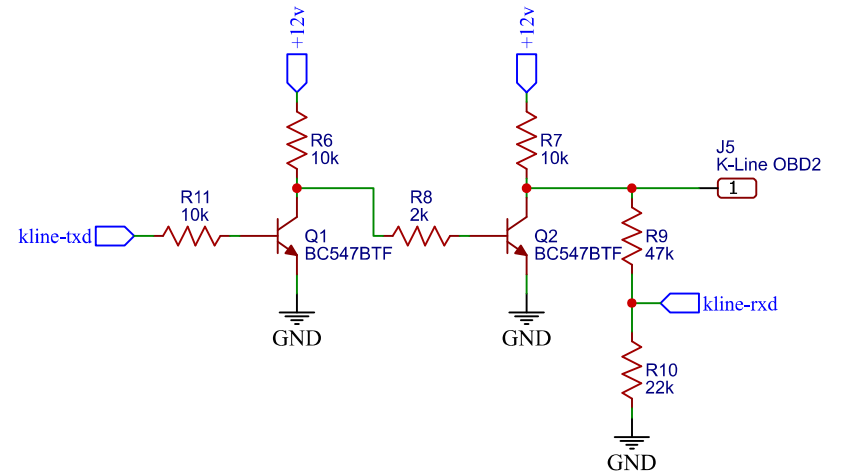 +12v
+12v
R6
10k
R7
10k
J5
K-Line OBD2
1
R11
10k
R8
2k
kline-txd
Q1
BC547BTF
Q2
BC547BTF
R9
47k
kline-rxd
GND
GND
R10
22k
GND